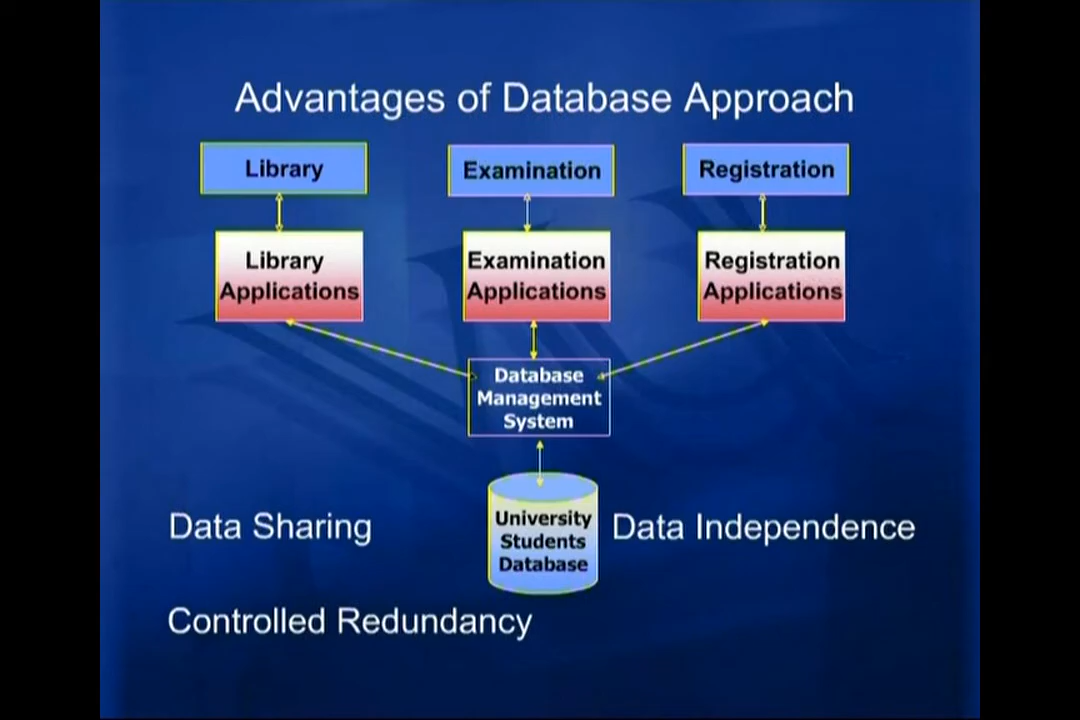 Advantages of Database Approach
Library
Examination
Registration
Library
Applications
Examination
Applications
Registration
Applications
Database
Management
System
University
Students
Database
Data Sharing
Data Independence
Controlled Redundancy